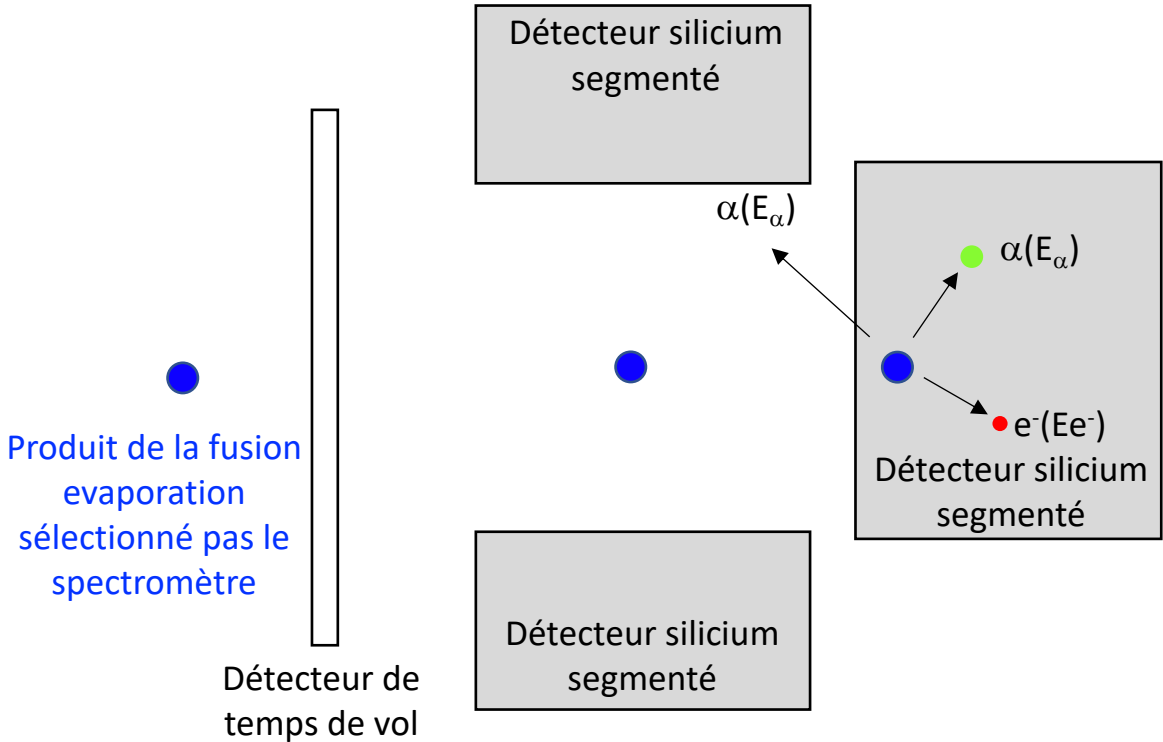 Détecteur silicium
segmenté
α(Eα)
α(Eα)
e-(Ee-)
Détecteur silicium
segmenté
Produit de la fusion
evaporation
sélectionné pas le
spectromètre
Détecteur silicium
segmenté
Détecteur de
temps de vol